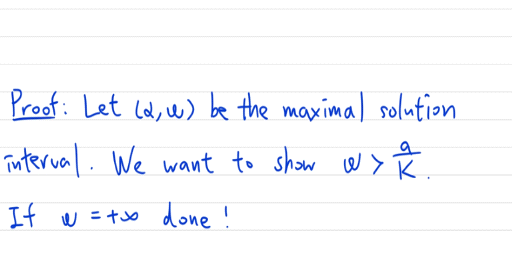 Proof: Let (α, ω) be the maximal solution
interval. We want to show ω > a/K.
If ω = +∞ done!